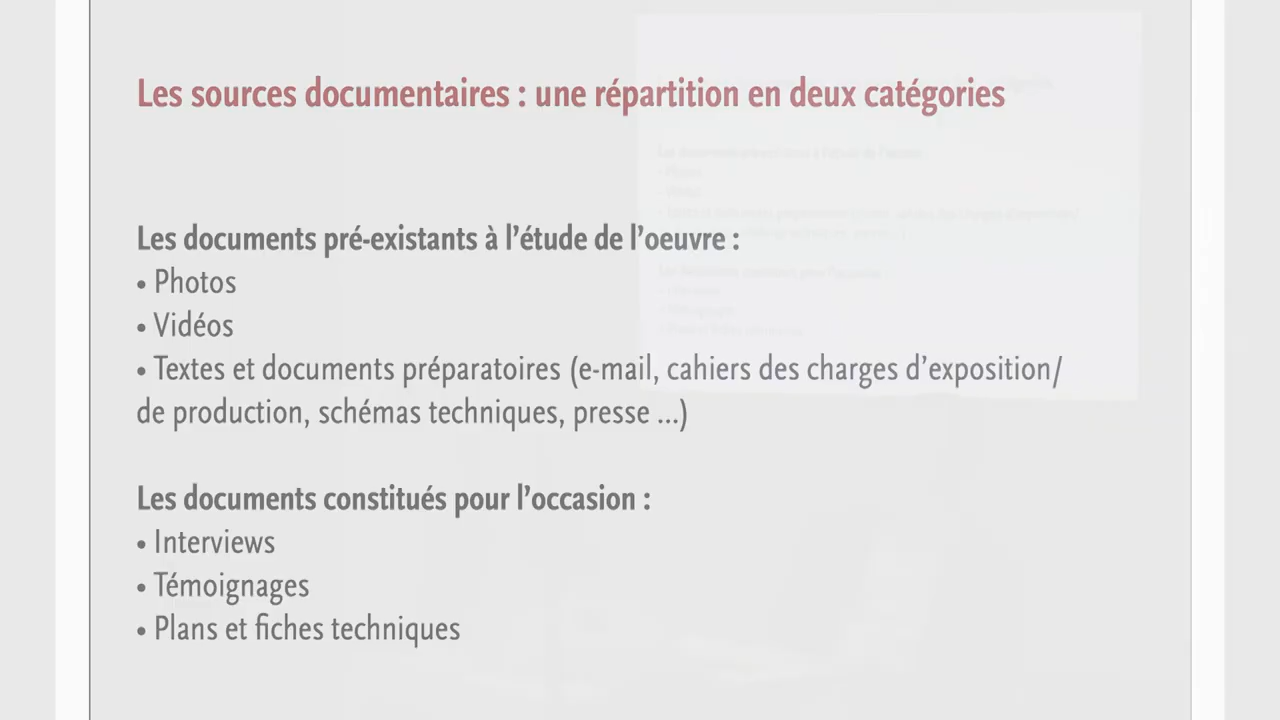 Les sources documentaires : une répartition en deux catégories
Les documents pré-existants à l'étude de l'oeuvre :
• Photos
• Vidéos
• Textes et documents préparatoires (e-mail, cahiers des charges d'exposition/
de production, schémas techniques, presse ...)
Les documents constitués pour l'occasion :
• Interviews
• Témoignages
• Plans et fiches techniques